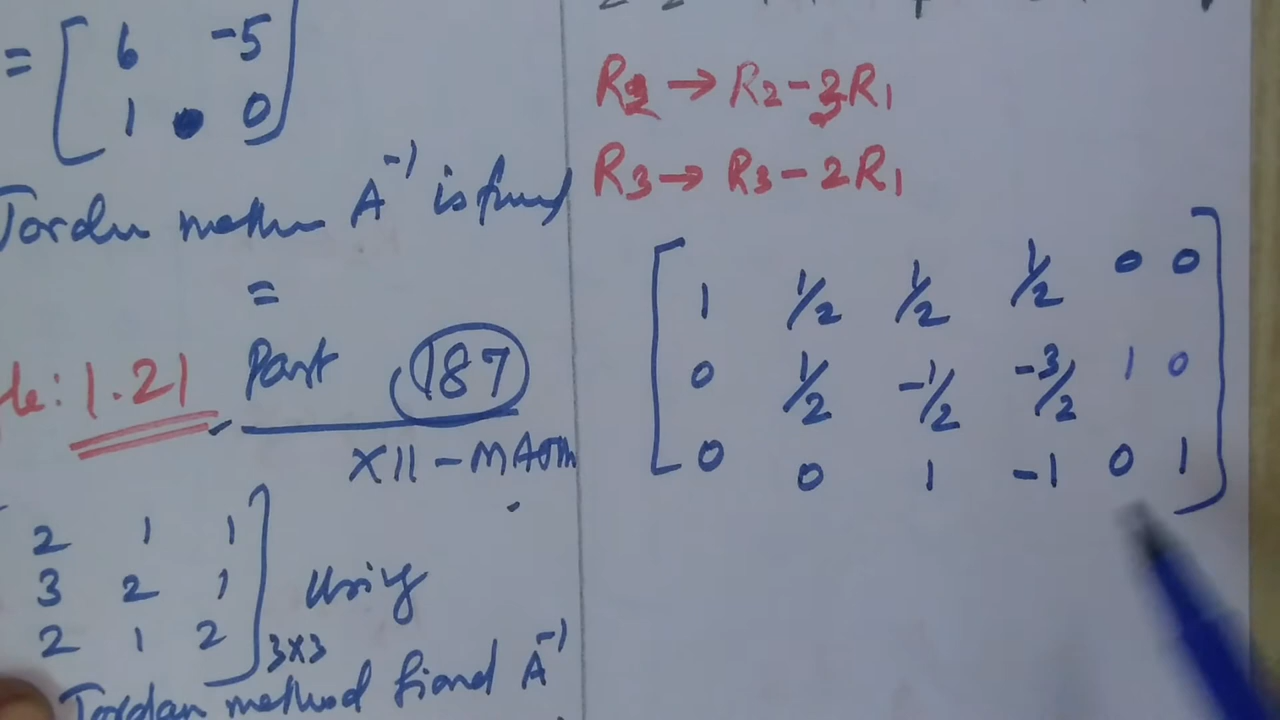 = [ 6 -5
1 0 ]
Jordan method A⁻¹ is found
=
le: 1.21 Part 187
XII - MATHS
2 1 1
3 2 1
2 1 2 ]3×3 Using
Jordan method find A⁻¹
R2 → R2 - 3R1
R3 → R3 - 2R1
[ 1 1/2 1/2 1/2 0 0
0 1/2 -1/2 -3/2 1 0
0 0 1 -1 0 1 ]